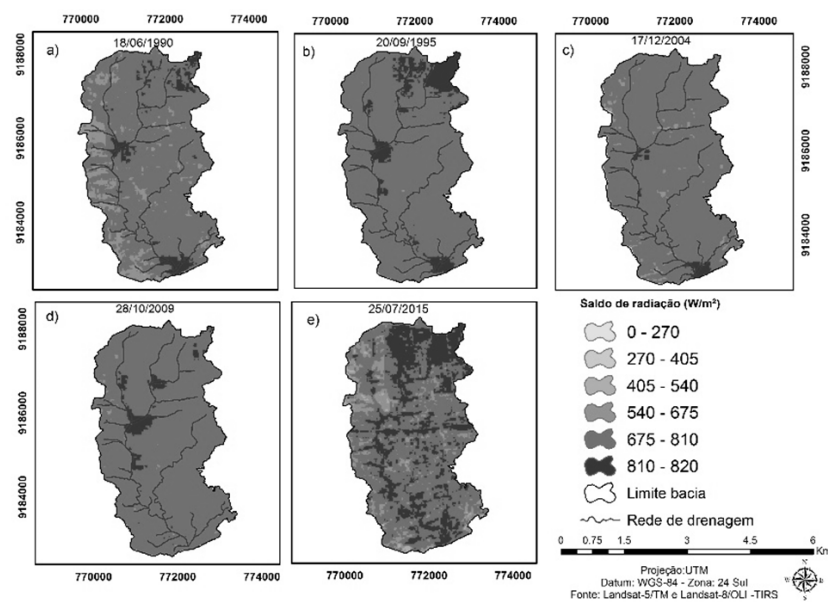 770000 772000 774000
770000 772000 774000
a)
18/06/1990
b)
20/09/1995
c)
17/12/2004
9188000
9186000
9184000
9188000
9186000
9184000
d)
28/10/2009
e)
25/07/2015
9188000
9186000
9184000
770000 772000 774000
770000 772000 774000
Saldo de radiação (W/m²)
0 - 270
270 - 405
405 - 540
540 - 675
675 - 810
810 - 820
Limite bacia
Rede de drenagem
0 0.75 1.5 3 4.5 6
Km
Projeção:UTM
Datum: WGS-84 - Zona: 24 Sul
Fonte: Landsat-5/TM e Landsat-8/OLI -TIRS
N
W E
S